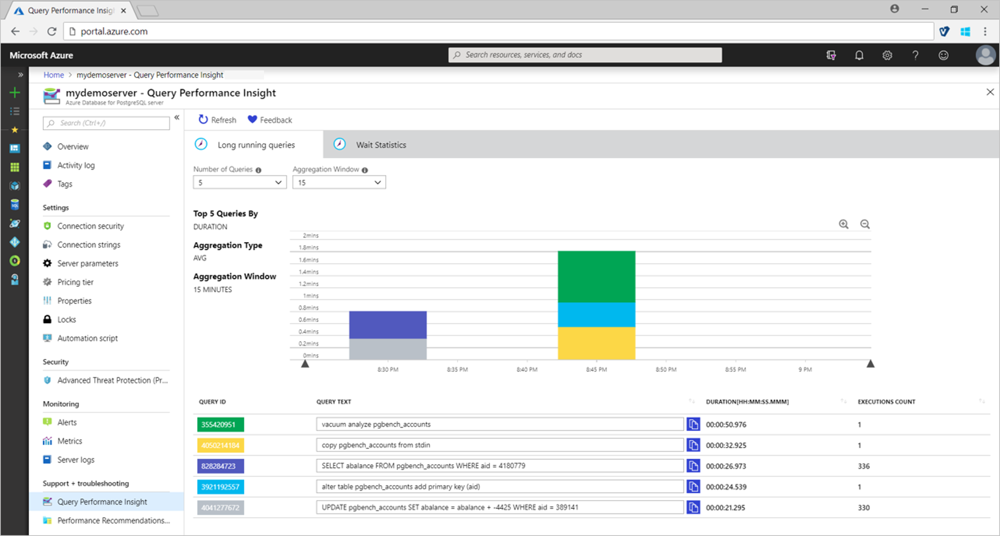 Query Performance Insig
portal.azure.com
Microsoft Azure
Search resources, services, and docs
Home > mydemoserver - Query Performance Insight
mydemoserver - Query Performance Insight
Azure Database for PostgreSQL server
Search (Ctrl+/)
Overview
Activity log
Tags
Settings
Connection security
Connection strings
Server parameters
Pricing tier
Properties
Locks
Automation script
Security
Advanced Threat Protection (Pr...
Monitoring
Alerts
Metrics
Server logs
Support + troubleshooting
Query Performance Insight
Performance Recommendations...
Refresh
Feedback
Long running queries
Wait Statistics
Number of Queries
Aggregation Window
5
15
Top 5 Queries By
DURATION
Aggregation Type
AVG
Aggregation Window
15 MINUTES
2mins
1.8mins
1.6mins
1.4mins
1.2mins
1mins
0.8mins
0.6mins
0.4mins
0.2mins
0mins
8:30 PM
8:35 PM
8:40 PM
8:45 PM
8:50 PM
8:55 PM
9 PM
QUERY ID QUERY TEXT DURATION[HH:MM:SS.MMM] EXECUTIONS COUNT
355420951 vacuum analyze pgbench_accounts 00:00:50.976 1
4050214184 copy pgbench_accounts from stdin 00:00:32.925 1
828284723 SELECT abalance FROM pgbench_accounts WHERE aid = 4180779 00:00:26.973 336
3921192557 alter table pgbench_accounts add primary key (aid) 00:00:24.539 1
4041277672 UPDATE pgbench_accounts SET abalance = abalance + -4425 WHERE aid = 389141 00:00:21.295 330